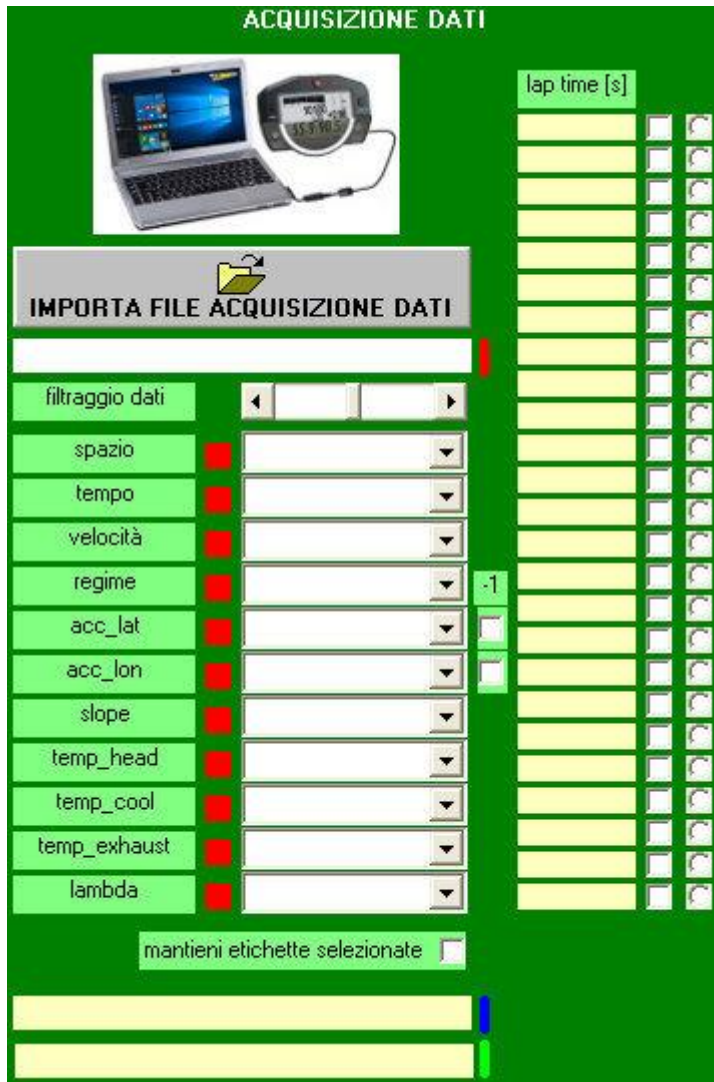 ACQUISIZIONE DATI
lap time [s]
IMPORTA FILE ACQUISIZIONE DATI
filtraggio dati
spazio
tempo
velocità
regime
-1
acc_lat
acc_lon
slope
temp_head
temp_cool
temp_exhaust
lambda
mantieni etichette selezionate